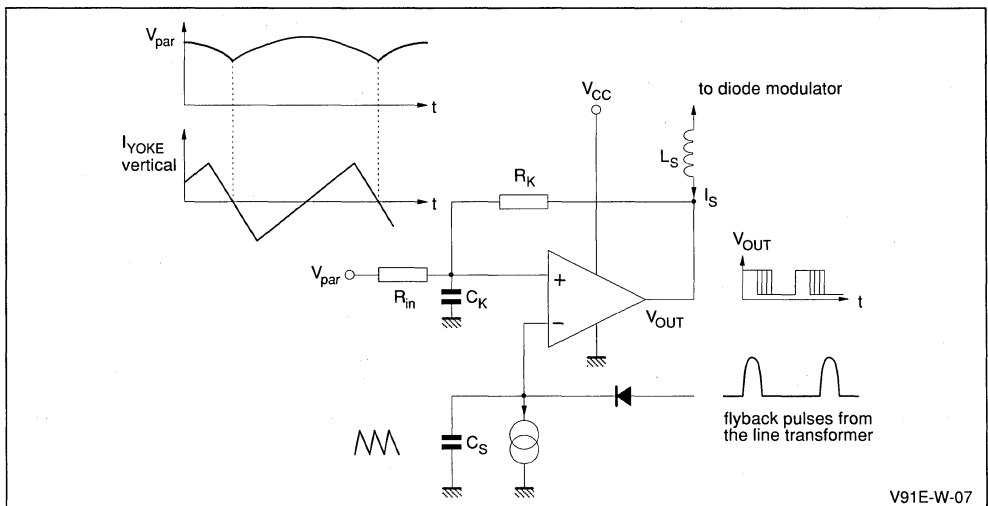 V_par
t
I_YOKE
vertical
t
V_CC
to diode modulator
L_S
R_K
I_S
V_par
R_in
C_K
+
−
V_OUT
V_OUT
t
C_S
flyback pulses from
the line transformer
V91E-W-07